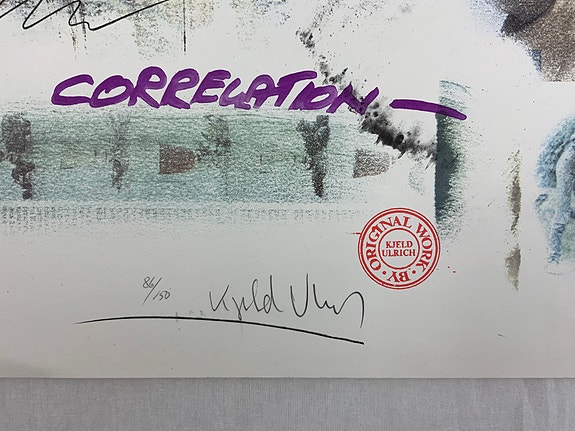 CORRELATION —
ORIGINAL WORK
KJELD
ULRICH
· BY ·
86/150
Kjeld Ulrich